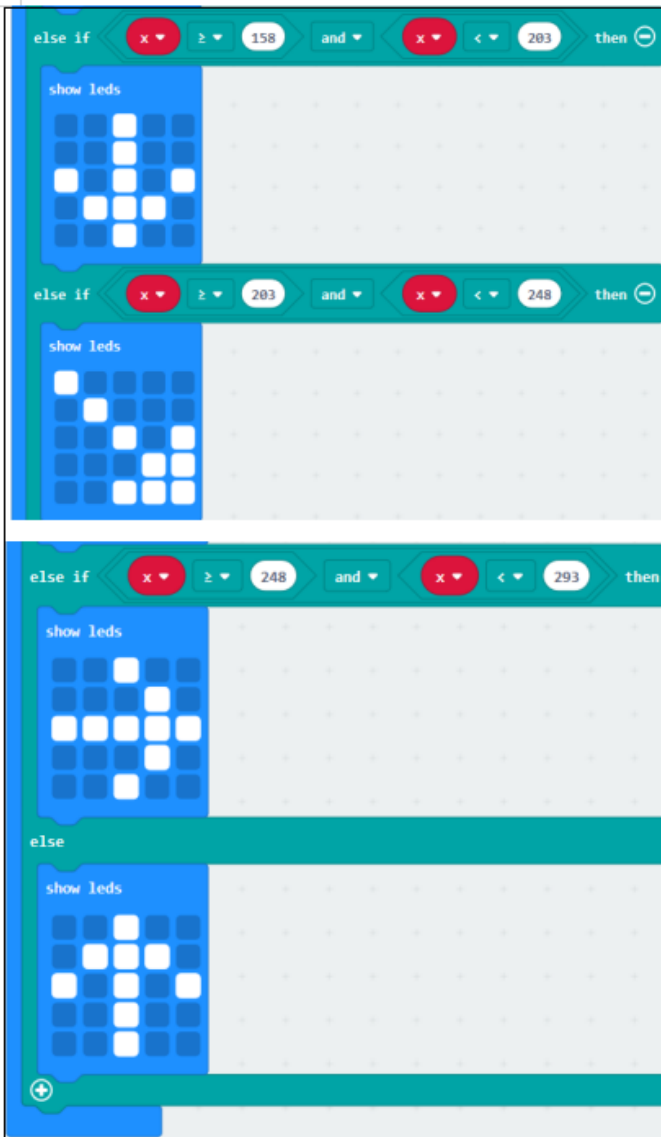 else if x ≥ 158 and x < 203 then
show leds
else if x ≥ 203 and x < 248 then
show leds
else if x ≥ 248 and x < 293 then
show leds
else
show leds